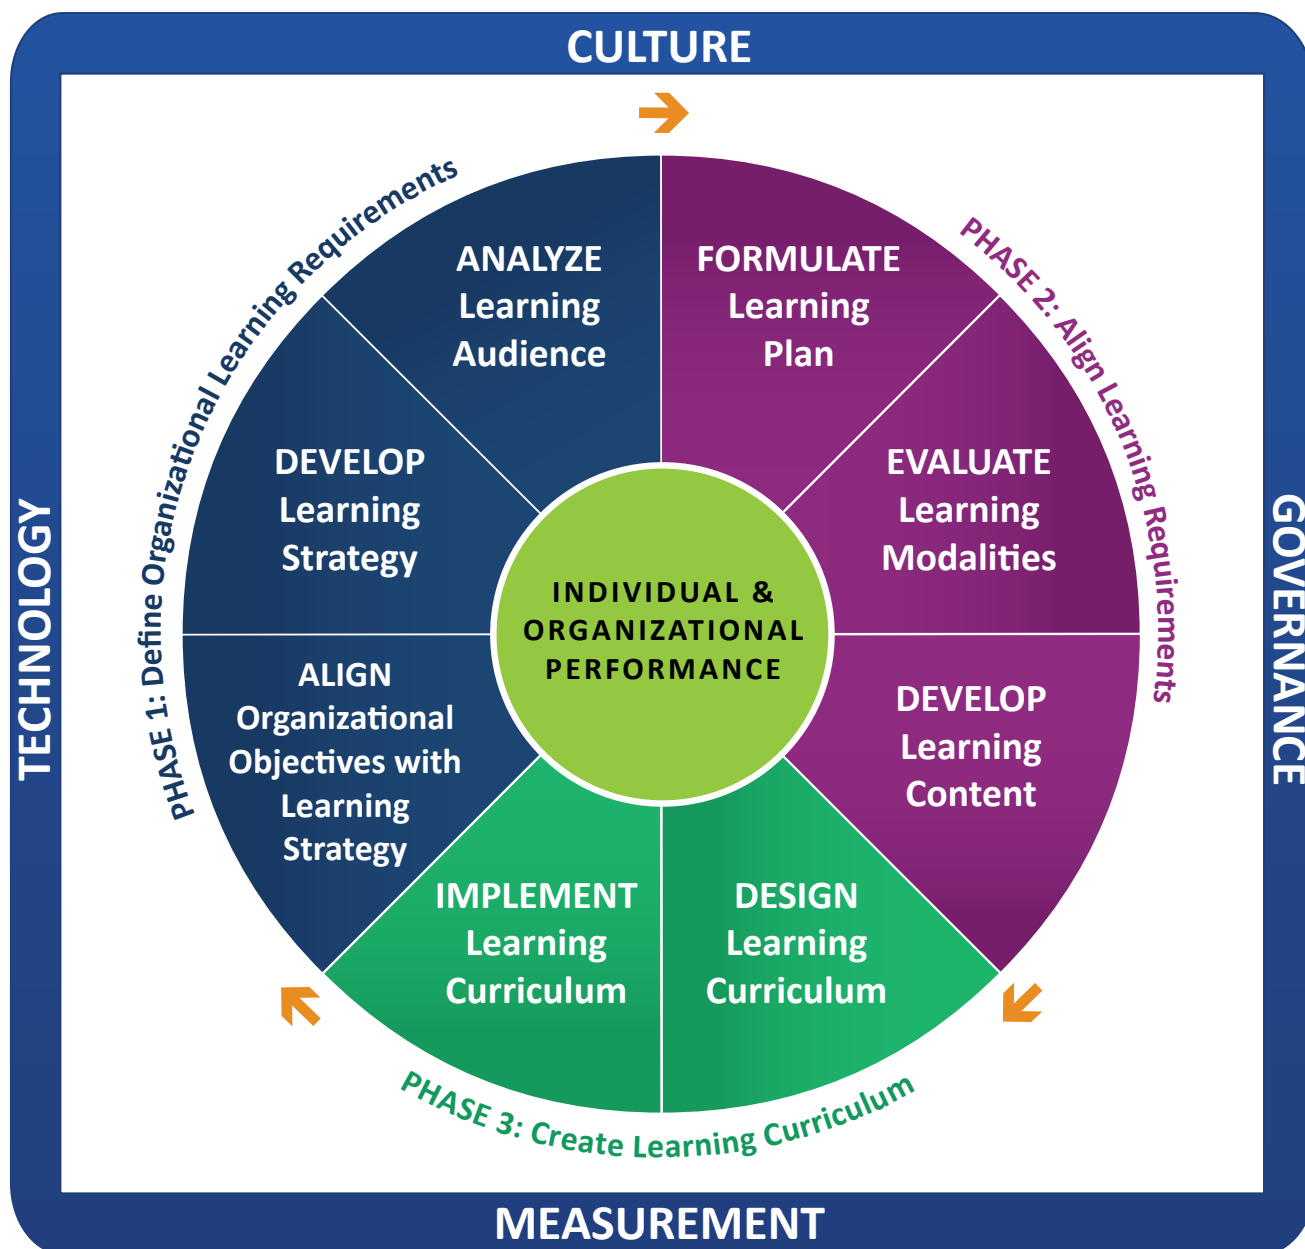 CULTURE
TECHNOLOGY
GOVERNANCE
MEASUREMENT
PHASE 1: Define Organizational Learning Requirements
ALIGN
Organizational
Objectives with
Learning
Strategy
DEVELOP
Learning
Strategy
ANALYZE
Learning
Audience
PHASE 2: Align Learning Requirements
FORMULATE
Learning
Plan
EVALUATE
Learning
Modalities
DEVELOP
Learning
Content
PHASE 3: Create Learning Curriculum
DESIGN
Learning
Curriculum
IMPLEMENT
Learning
Curriculum
INDIVIDUAL &
ORGANIZATIONAL
PERFORMANCE